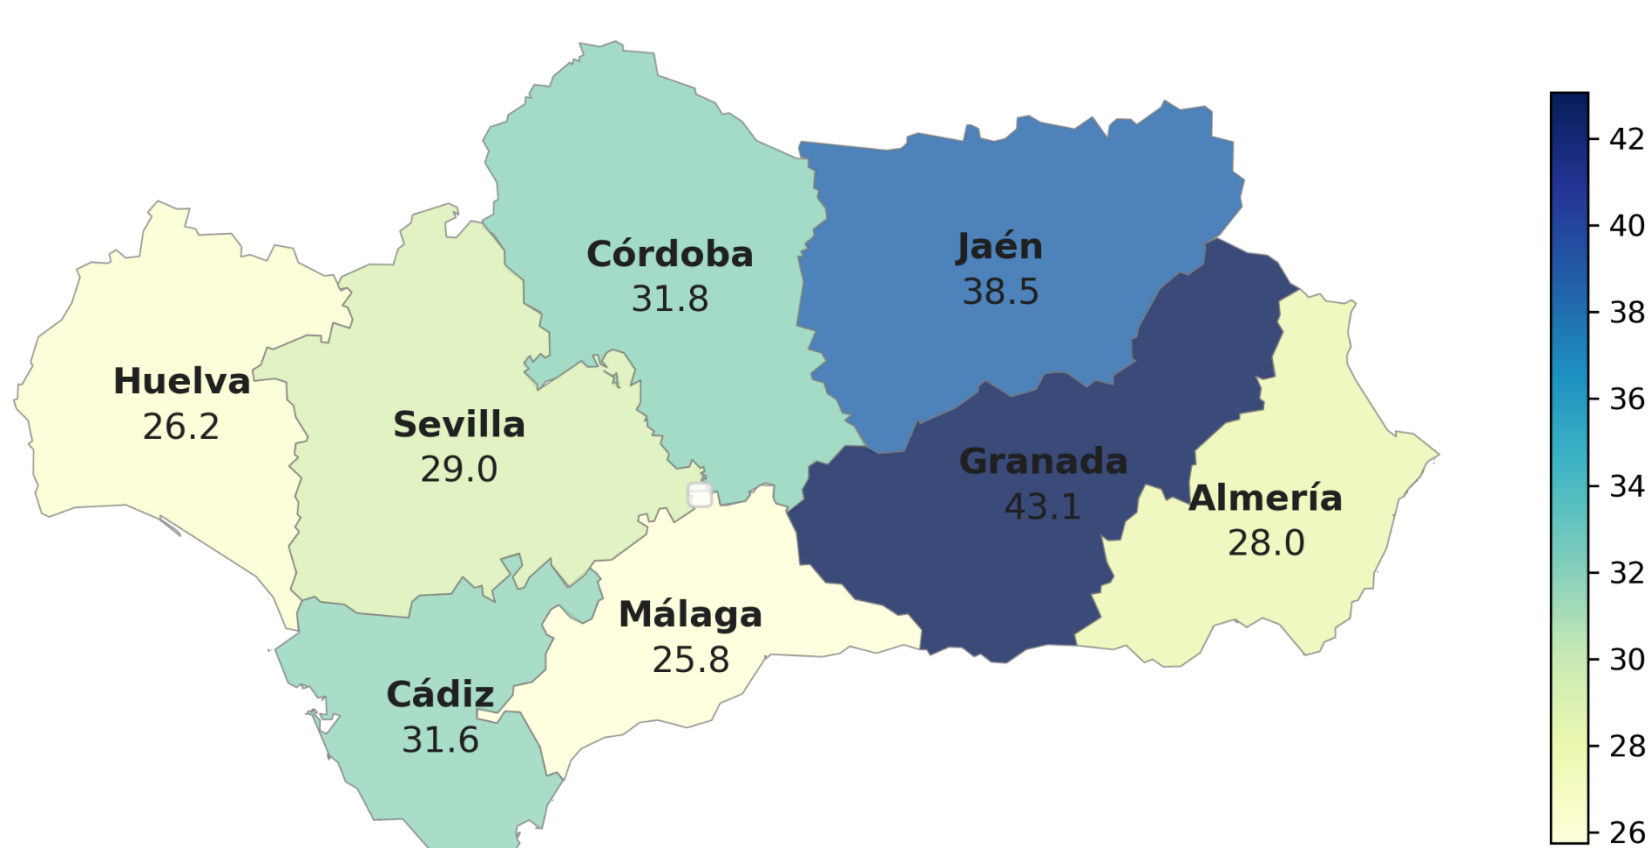 Córdoba
31.8
Jaén
38.5
Huelva
26.2
Sevilla
29.0
Granada
43.1
Almería
28.0
Málaga
25.8
Cádiz
31.6
42
40
38
36
34
32
30
28
26